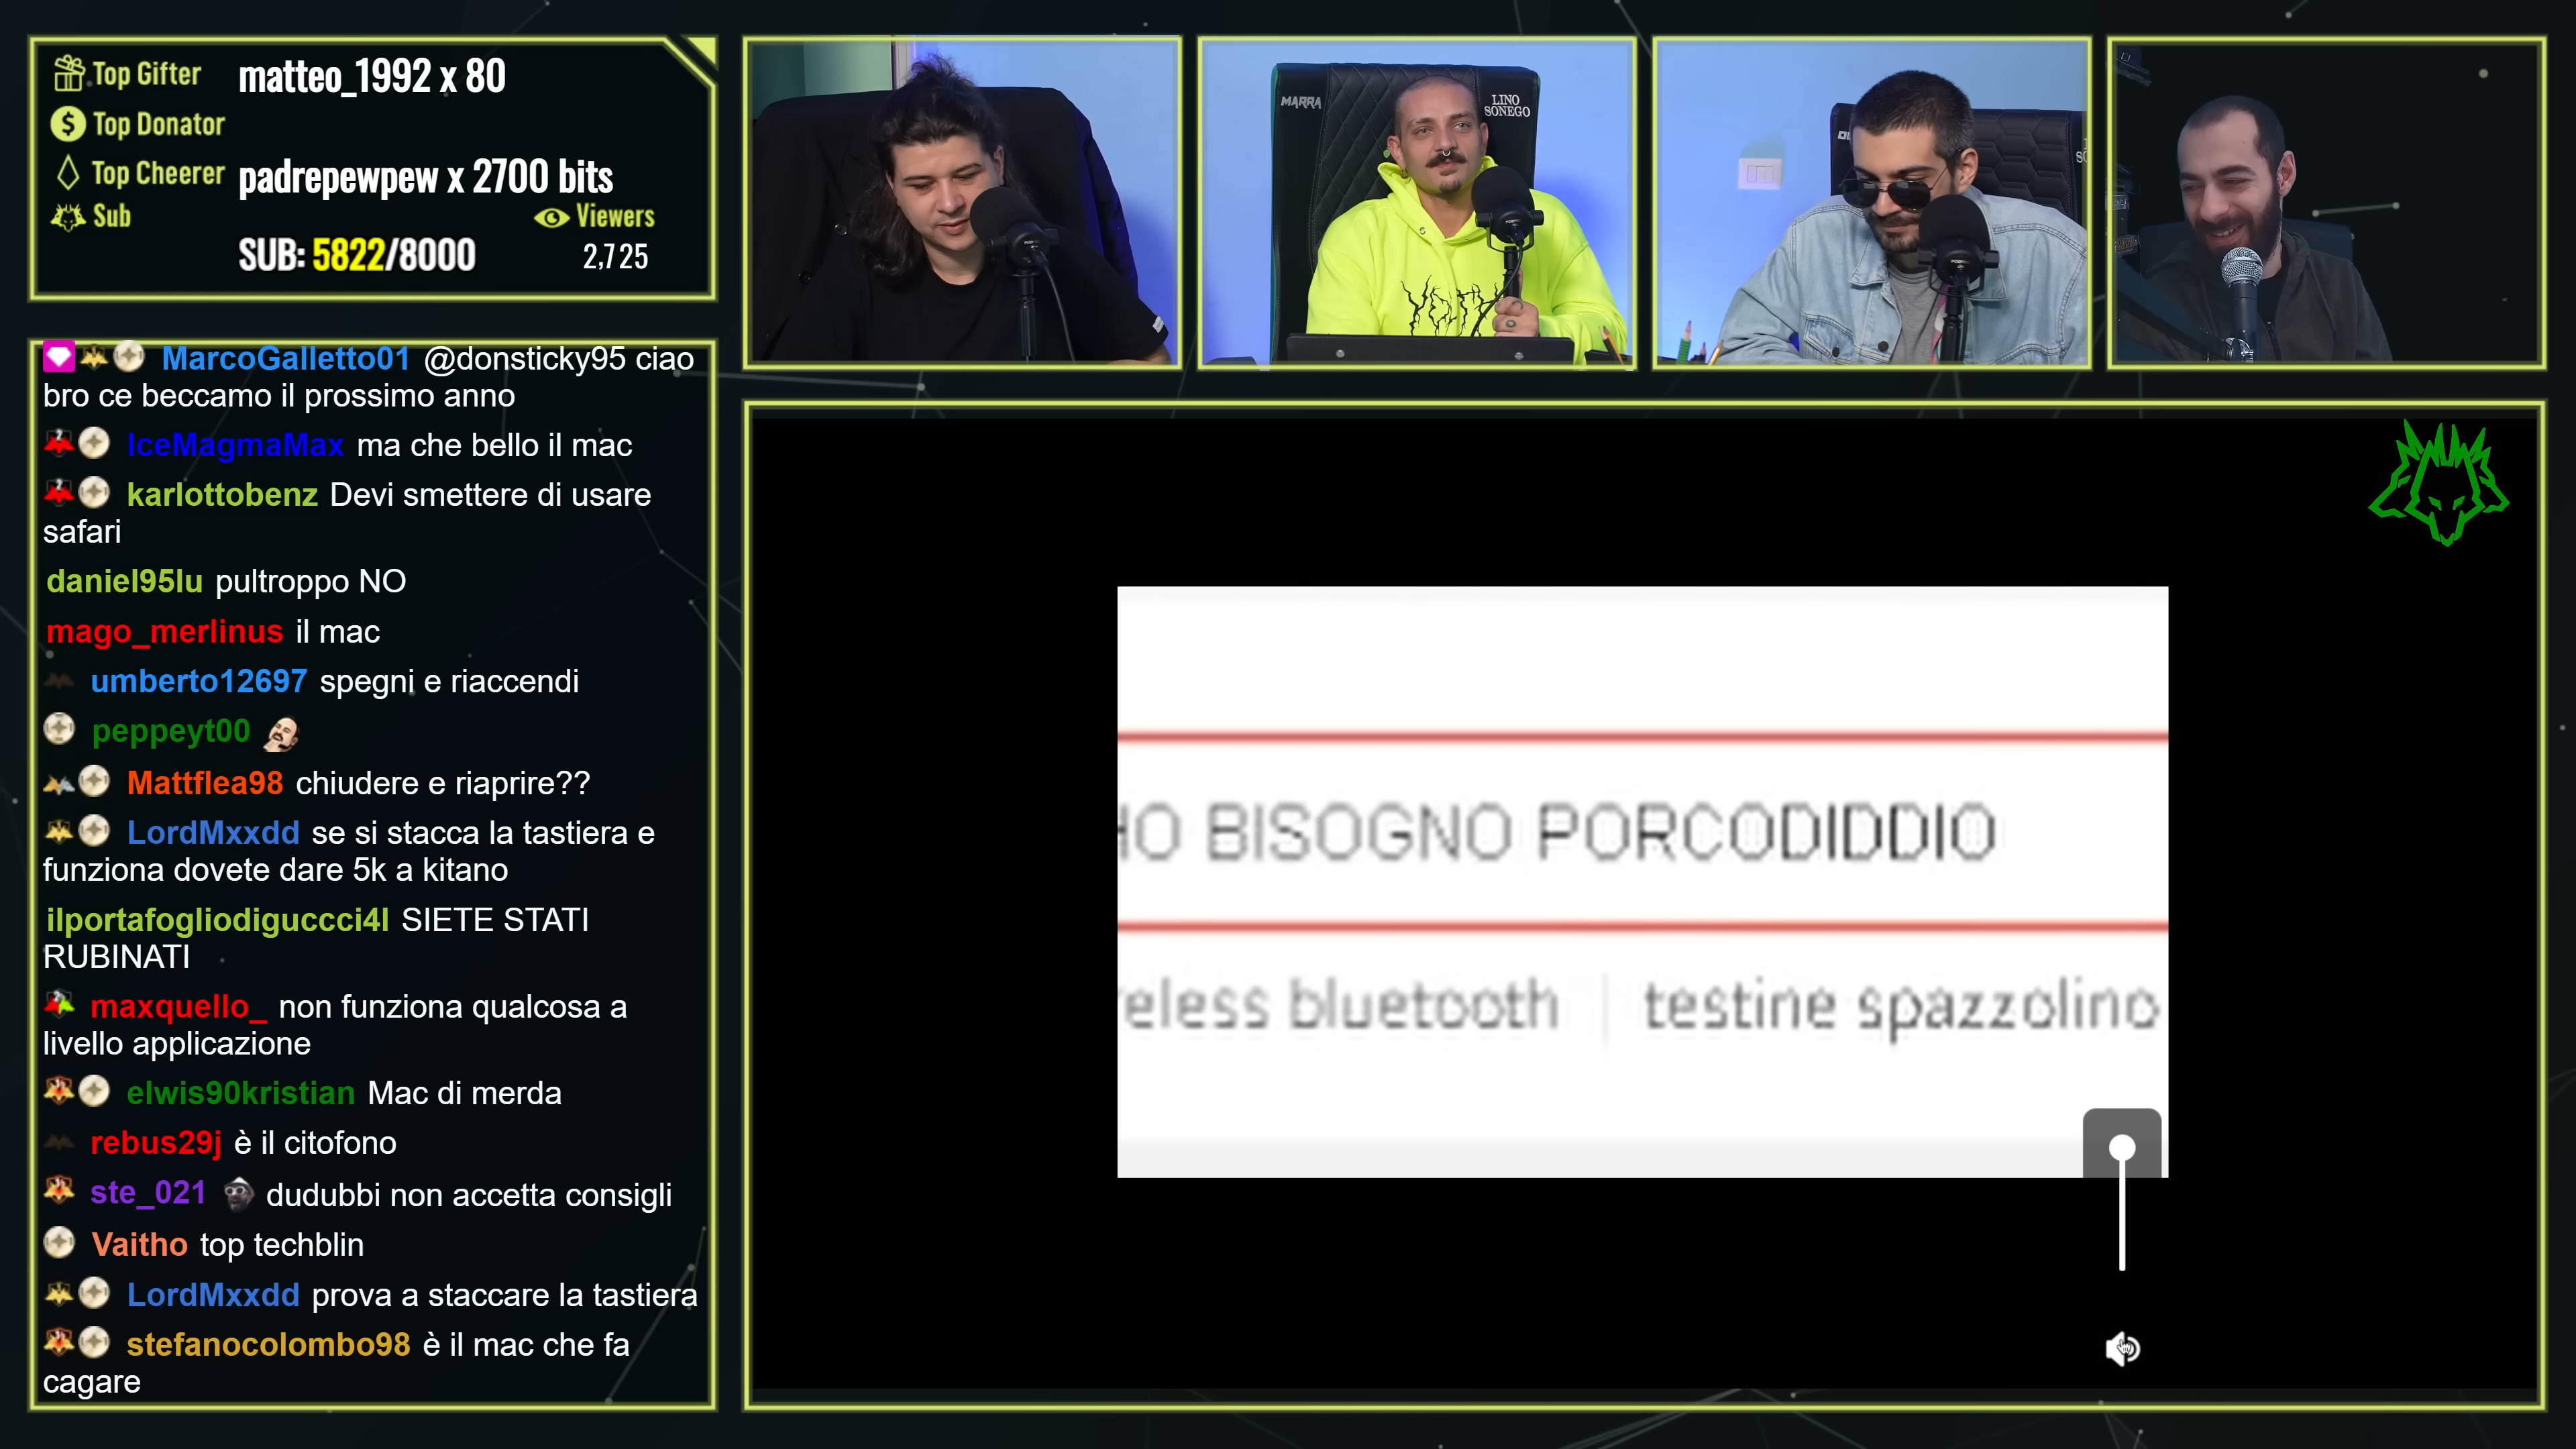 Top Gifter matteo_1992 x 80
Top Donator
Top Cheerer padrepewpew x 2700 bits
Sub Viewers
SUB: 5822/8000 2,725
MARRA
LINO
SONEGO
MarcoGalletto01 @donsticky95 ciao
bro ce beccamo il prossimo anno
IceMagmaMax ma che bello il mac
karlottobenz Devi smettere di usare
safari
daniel95lu pultroppo NO
mago_merlinus il mac
umberto12697 spegni e riaccendi
peppeyt00
Mattflea98 chiudere e riaprire??
LordMxxdd se si stacca la tastiera e
funziona dovete dare 5k a kitano
ilportafogliodiguccci4l SIETE STATI
RUBINATI
maxquello_ non funziona qualcosa a
livello applicazione
elwis90kristian Mac di merda
rebus29j è il citofono
ste_021 dudubbi non accetta consigli
Vaitho top techblin
LordMxxdd prova a staccare la tastiera
stefanocolombo98 è il mac che fa
cagare
HO BISOGNO PORCODIDDIO
reless bluetooth testine spazzolino